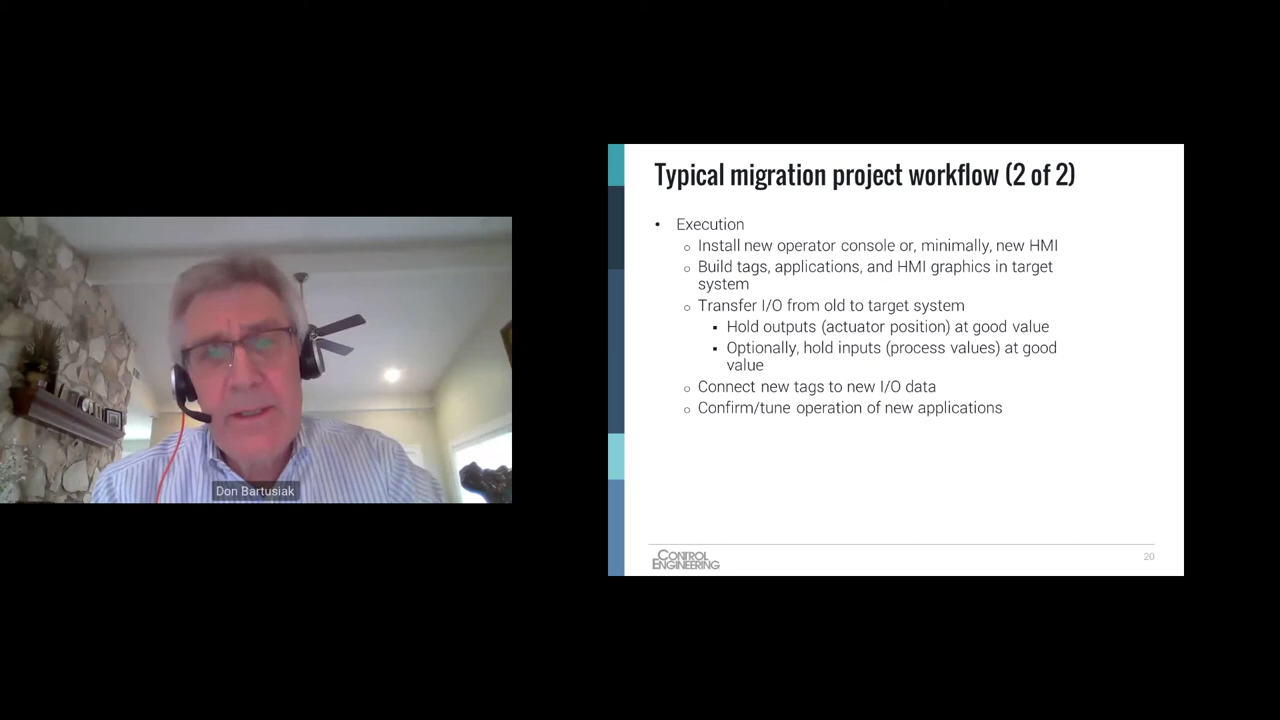 Don Bartusiak
Typical migration project workflow (2 of 2)
• Execution
o Install new operator console or, minimally, new HMI
o Build tags, applications, and HMI graphics in target
system
o Transfer I/O from old to target system
▪ Hold outputs (actuator position) at good value
▪ Optionally, hold inputs (process values) at good
value
o Connect new tags to new I/O data
o Confirm/tune operation of new applications
CONTROL
ENGINEERING
20